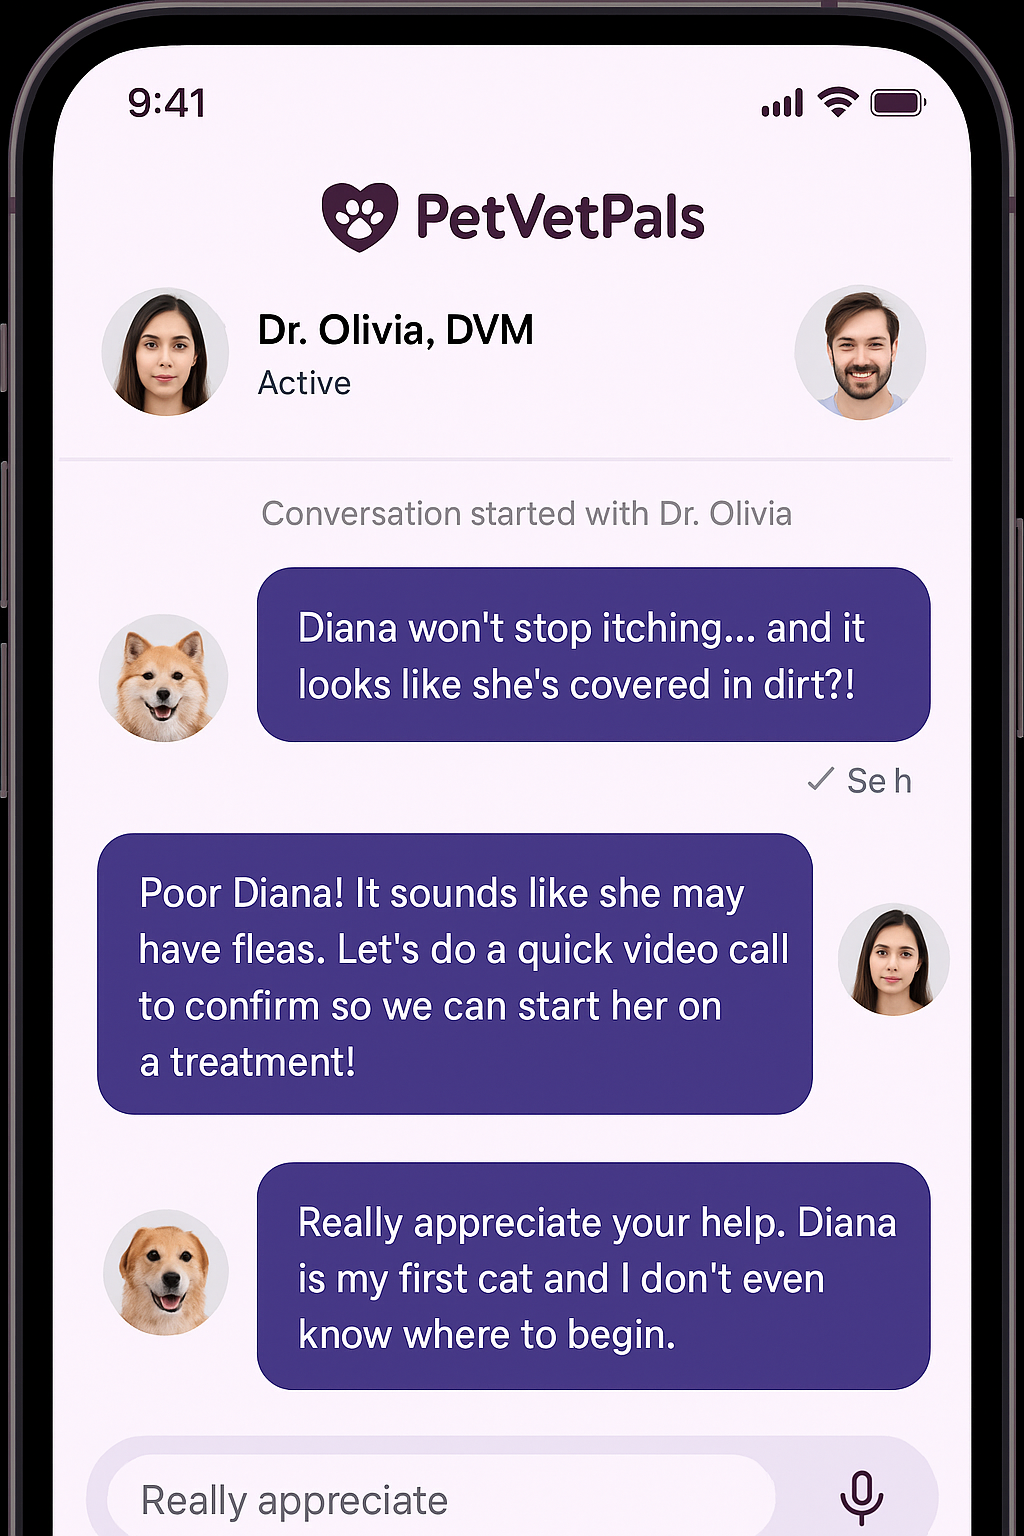 9:41
PetVetPals
Dr. Olivia, DVM
Active
Conversation started with Dr. Olivia
Diana won't stop itching... and it
looks like she's covered in dirt?!
Se h
Poor Diana! It sounds like she may
have fleas. Let's do a quick video call
to confirm so we can start her on
a treatment!
Really appreciate your help. Diana
is my first cat and I don't even
know where to begin.
Really appreciate